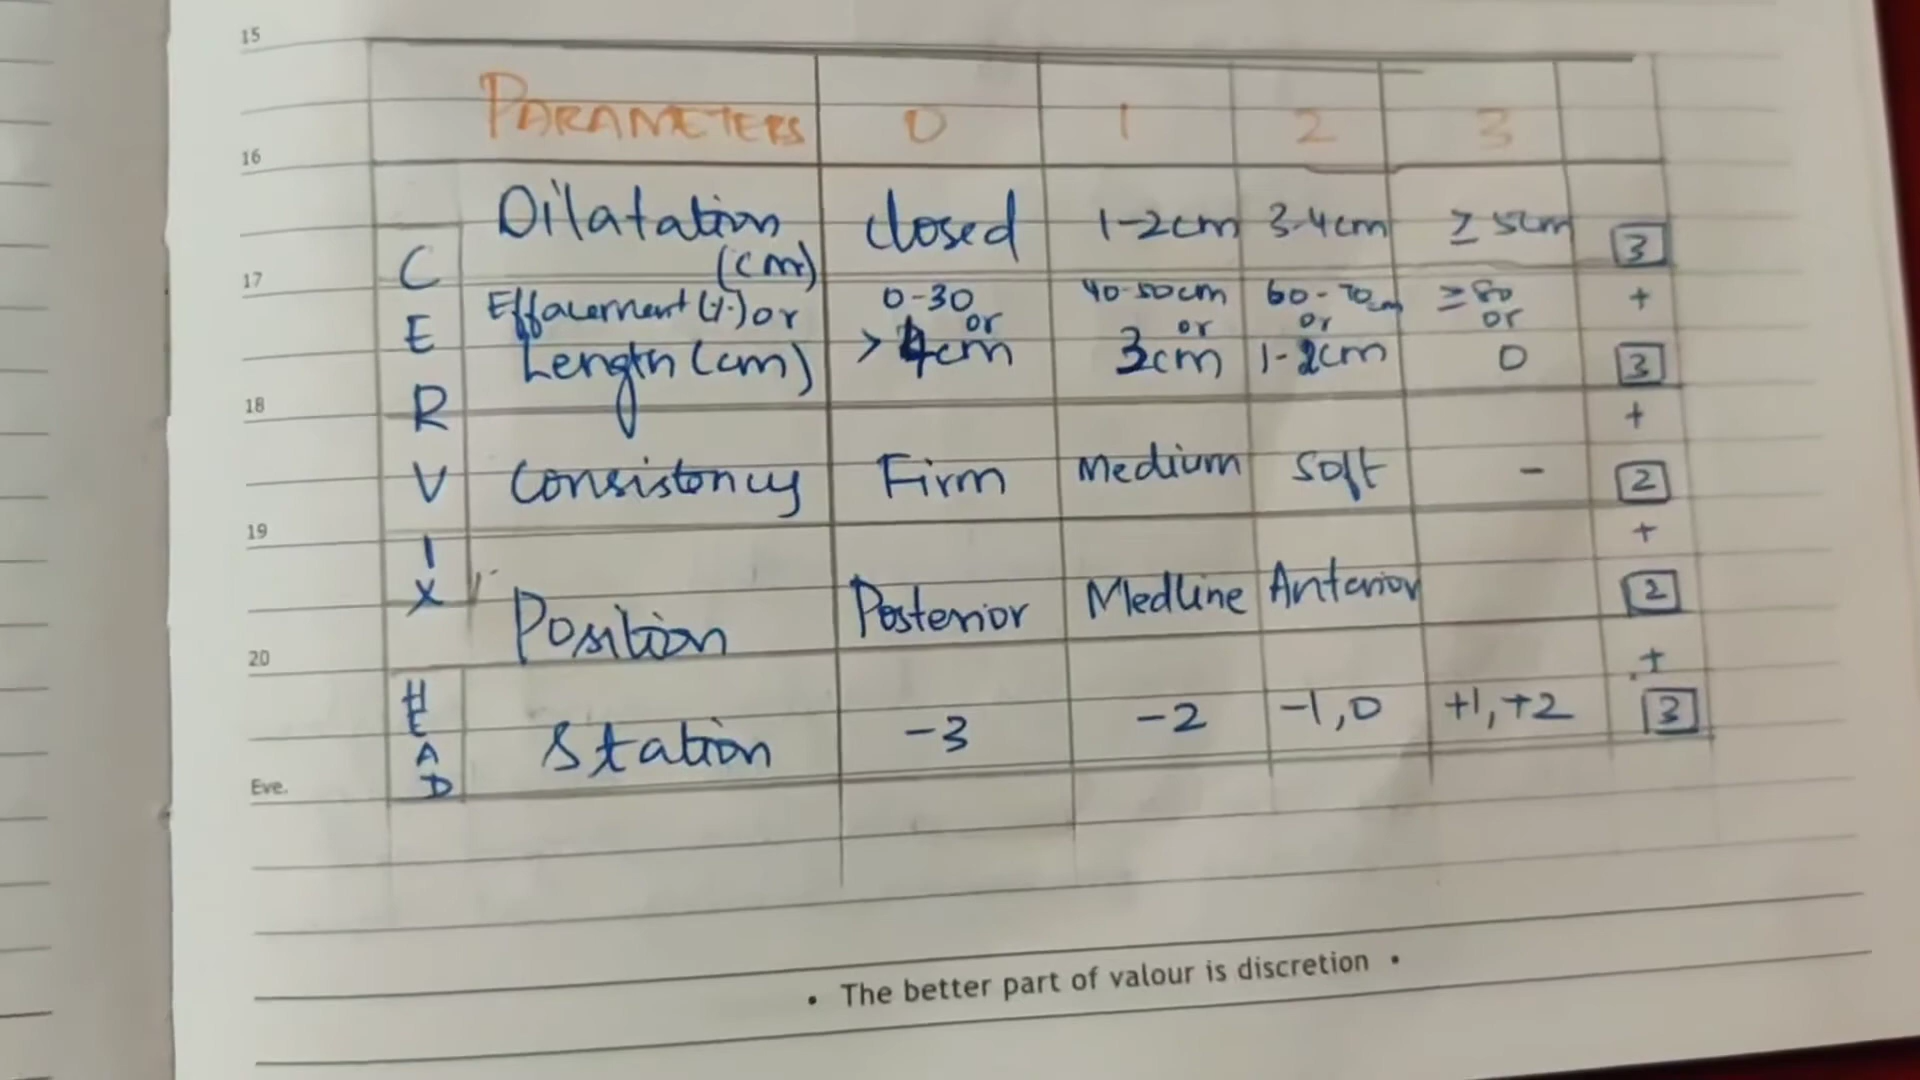 15
PARAMETERS 0 1 2 3
16
Dilatation closed 1-2cm 3-4cm ≥ 5cm 3
C (cm)
17
Effacement (%) or 0-30 40-50cm 60-70cm ≥80 +
E or or or or
Length (cm) > 4cm 3cm 1-2cm 0 3
18
R +
V Consistency Firm Medium Soft - 2
19
I +
X Position Posterior Medline Anterior 2
20
+
HEAD Station -3 -2 -1,0 +1,+2 3
Eve.
• The better part of valour is discretion •